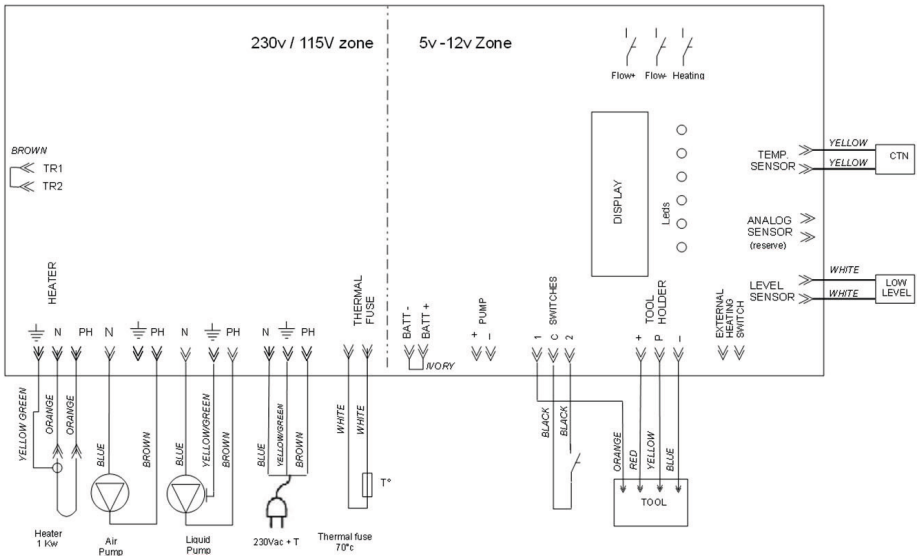 230v / 115V zone
5v -12v Zone
Flow+ Flow- Heating
BROWN
TR1
TR2
DISPLAY
Leds
TEMP.
SENSOR
YELLOW
YELLOW
CTN
ANALOG
SENSOR
(reserve)
LEVEL
SENSOR
WHITE
WHITE
LOW
LEVEL
HEATER
N PH N PH N PH N PH
THERMAL
FUSE
BATT -
BATT +
IVORY
+ PUMP -
SWITCHES
1 C 2
TOOL
HOLDER
+ P -
EXTERNAL
HEATING
SWITCH
YELLOW GREEN
ORANGE
ORANGE
BLUE
BROWN
BLUE
YELLOW/GREEN
BROWN
BLUE
YELLOW/GREEN
BROWN
WHITE
WHITE
T°
BLACK
BLACK
ORANGE
RED
YELLOW
BLUE
TOOL
Heater
1 Kw
Air
Pump
Liquid
Pump
230Vac + T
Thermal fuse
70°c